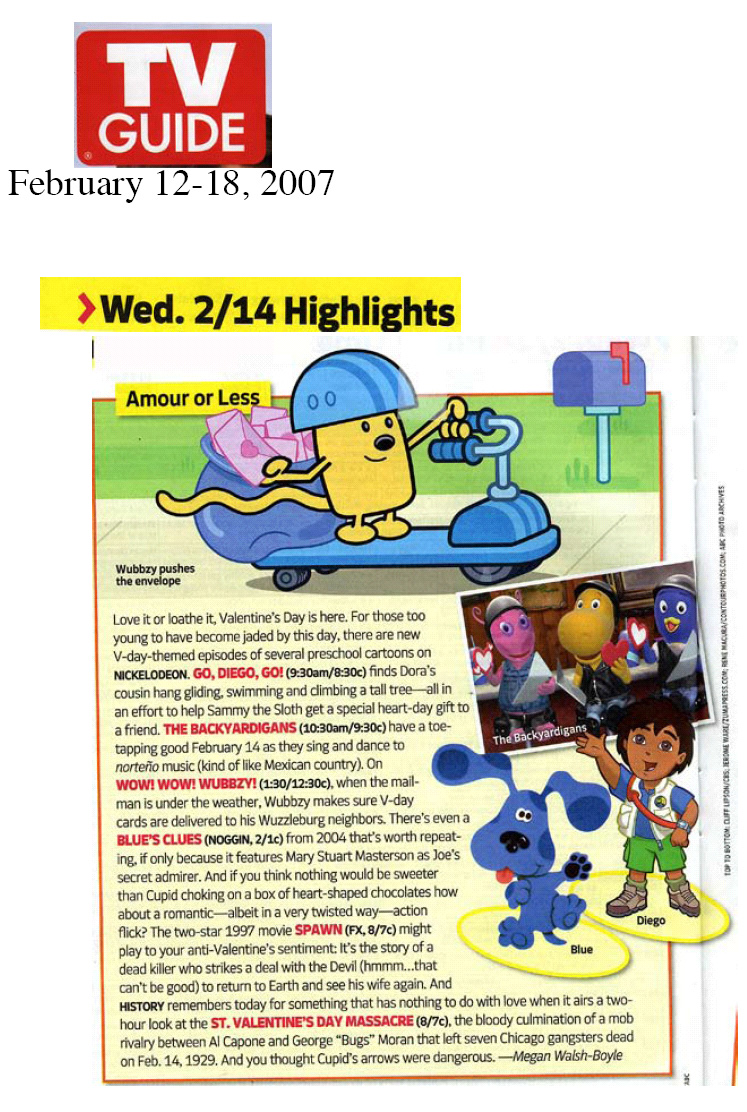 TV
GUIDE
®
February 12-18, 2007
Wed. 2/14 Highlights
Amour or Less
Wubbzy pushes
the envelope
Love it or loathe it, Valentine's Day is here. For those too
young to have become jaded by this day, there are new
V-day-themed episodes of several preschool cartoons on
NICKELODEON. GO, DIEGO, GO! (9:30am/8:30c) finds Dora's
cousin hang gliding, swimming and climbing a tall tree—all in
an effort to help Sammy the Sloth get a special heart-day gift to
a friend. THE BACKYARDIGANS (10:30am/9:30c) have a toe-
tapping good February 14 as they sing and dance to
norteño music (kind of like Mexican country). On
WOW! WOW! WUBBZY! (1:30/12:30c), when the mail-
man is under the weather, Wubbzy makes sure V-day
cards are delivered to his Wuzzleburg neighbors. There's even a
BLUE'S CLUES (NOGGIN, 2/1c) from 2004 that's worth repeat-
ing, if only because it features Mary Stuart Masterson as Joe's
secret admirer. And if you think nothing would be sweeter
than Cupid choking on a box of heart-shaped chocolates how
about a romantic—albeit in a very twisted way—action
flick? The two-star 1997 movie SPAWN (FX, 8/7c) might
play to your anti-Valentine's sentiment: It's the story of a
dead killer who strikes a deal with the Devil (hmmm...that
can't be good) to return to Earth and see his wife again. And
HISTORY remembers today for something that has nothing to do with love when it airs a two-
hour look at the ST. VALENTINE'S DAY MASSACRE (8/7c), the bloody culmination of a mob
rivalry between Al Capone and George "Bugs" Moran that left seven Chicago gangsters dead
on Feb. 14, 1929. And you thought Cupid's arrows were dangerous. —Megan Walsh-Boyle
The Backyardigans
Diego
Blue
TOP TO BOTTOM: CLIFF LIPSON/CBS; JEROME WARE/ZUMAPRESS.COM; RENE MACURA/CONTOURPHOTOS.COM; ABC PHOTO ARCHIVES
ABC